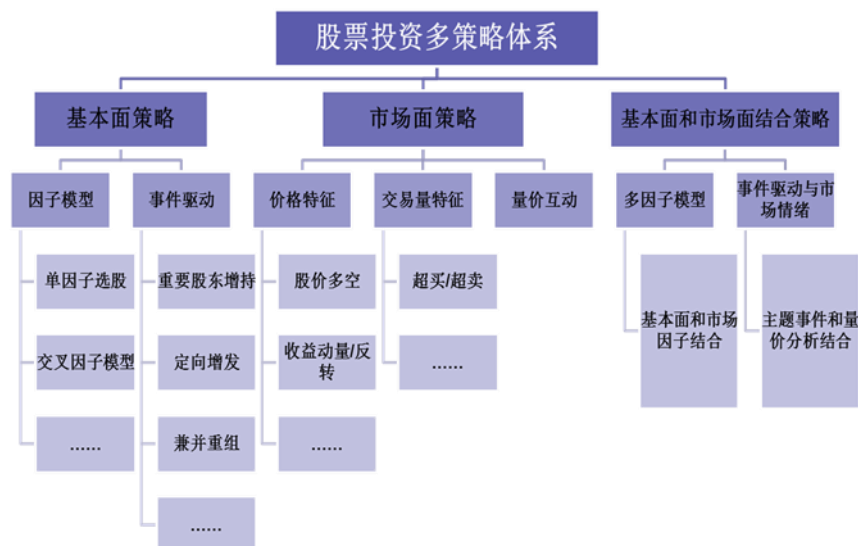 股票投资多策略体系
基本面策略
市场面策略
基本面和市场面结合策略
因子模型
事件驱动
价格特征
交易量特征
量价互动
多因子模型
事件驱动与市
场情绪
单因子选股
重要股东增持
股价多空
超买/超卖
基本面和市场
因子结合
主题事件和量
价分析结合
交叉因子模型
定向增发
收益动量/反
转
......
......
兼并重组
......
......